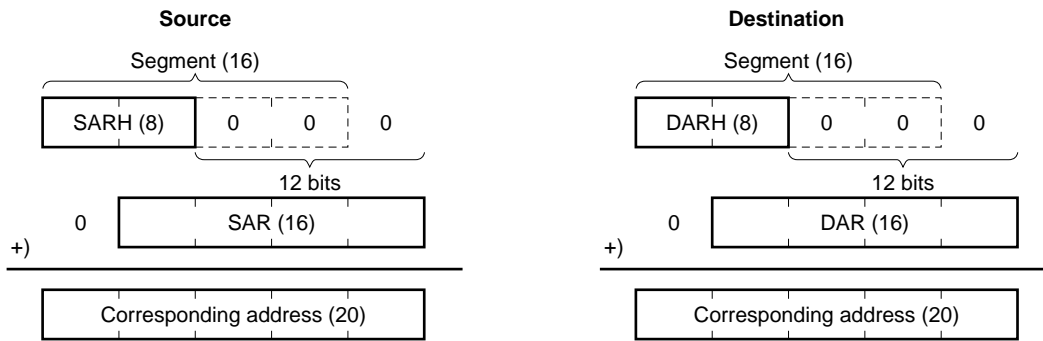 Source
Segment (16)
SARH (8) 0 0 0
12 bits
0 SAR (16)
+)
Corresponding address (20)
Destination
Segment (16)
DARH (8) 0 0 0
12 bits
0 DAR (16)
+)
Corresponding address (20)